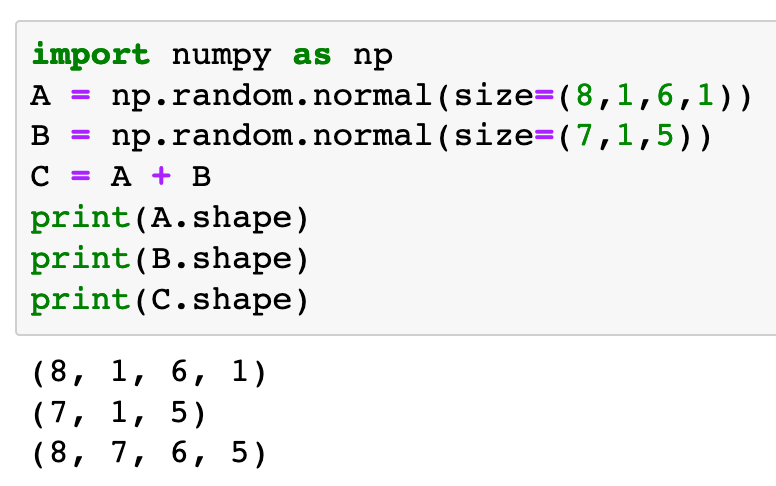 import numpy as np
A = np.random.normal(size=(8,1,6,1))
B = np.random.normal(size=(7,1,5))
C = A + B
print(A.shape)
print(B.shape)
print(C.shape)
(8, 1, 6, 1)
(7, 1, 5)
(8, 7, 6, 5)